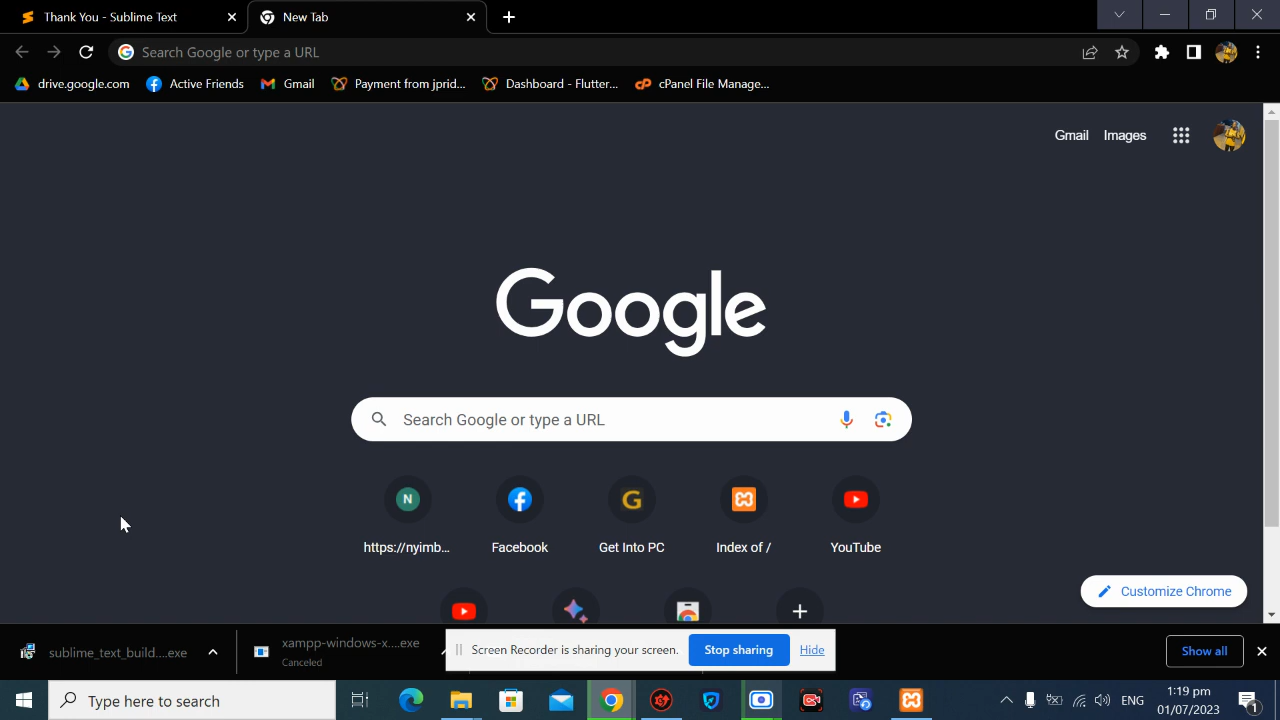 Thank You - Sublime Text
New Tab
Search Google or type a URL
drive.google.com
Active Friends
Gmail
Payment from jprid...
Dashboard - Flutter...
cPanel File Manage...
Gmail
Images
Google
Search Google or type a URL
N
G
https://nyimb...
Facebook
Get Into PC
Index of /
YouTube
Customize Chrome
sublime_text_build....exe
xampp-windows-x....exe
Canceled
Screen Recorder is sharing your screen.
Stop sharing
Hide
Show all
Type here to search
ENG
1:19 pm
01/07/2023
1